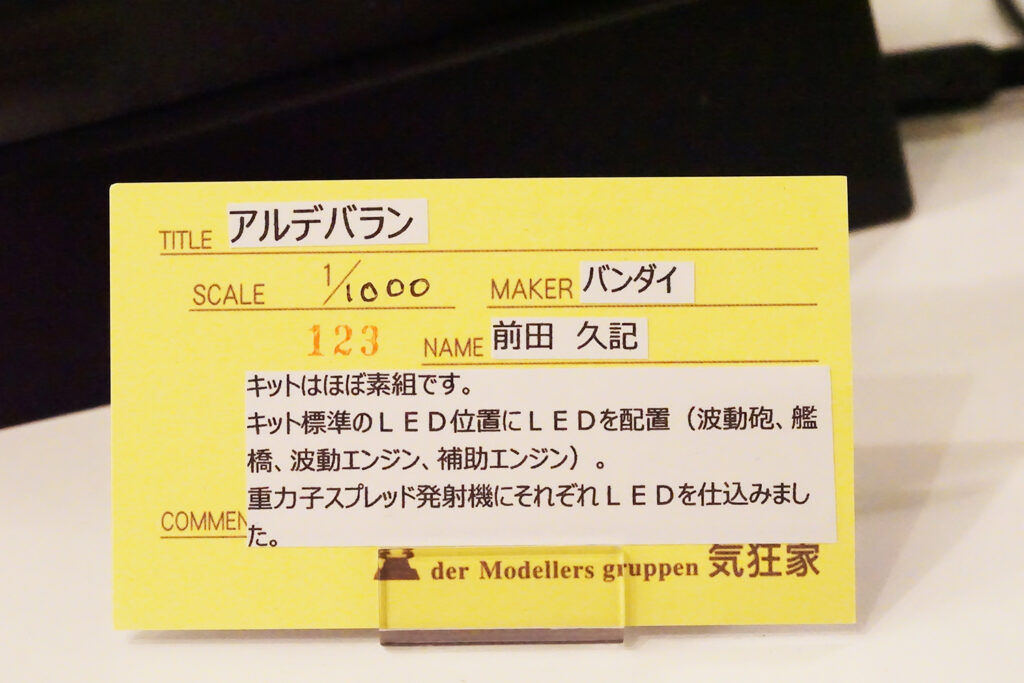 TITLE アルデバラン
SCALE 1/1000 MAKER バンダイ
123 NAME 前田 久記
キットはほぼ素組です。
キット標準のＬＥＤ位置にＬＥＤを配置（波動砲、艦
橋、波動エンジン、補助エンジン）。
重力子スプレッド発射機にそれぞれＬＥＤを仕込みまし
た。
COMMEN
der Modellers gruppen 気狂家